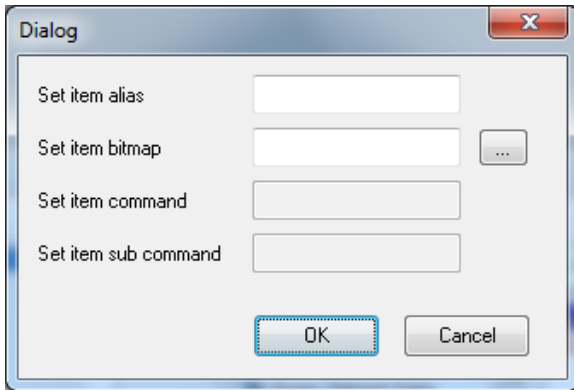 Dialog
Set item alias
Set item bitmap
...
Set item command
Set item sub command
OK
Cancel